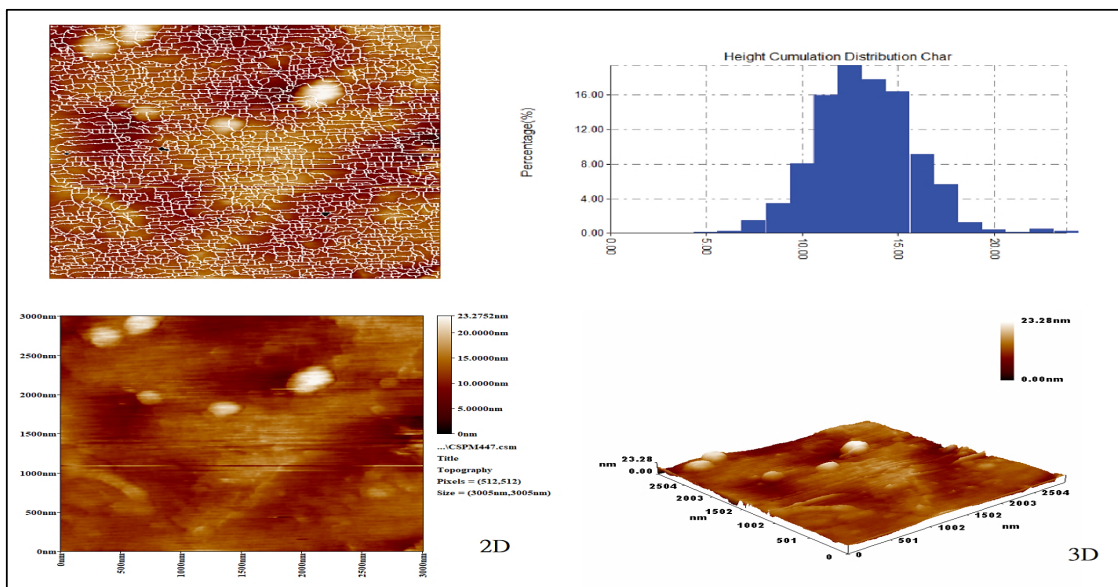 Height Cumulation Distribution Char
Percentage(%)
16.00
12.00
8.00
4.00
0.00
0.00
5.00
10.00
15.00
20.00
3000nm
2500nm
2000nm
1500nm
1000nm
500nm
0nm
0nm
500nm
1000nm
1500nm
2000nm
2500nm
3000nm
23.2752nm
20.0000nm
15.0000nm
10.0000nm
5.0000nm
0nm
...\CSPM447.csm
Title
Topography
Pixels = (512,512)
Size = (3005nm,3005nm)
2D
23.28nm
0.00nm
23.28
nm
0.00
2504
2003
1502
nm
1002
501
0
0
501
1002
nm
1502
2003
2504
3D